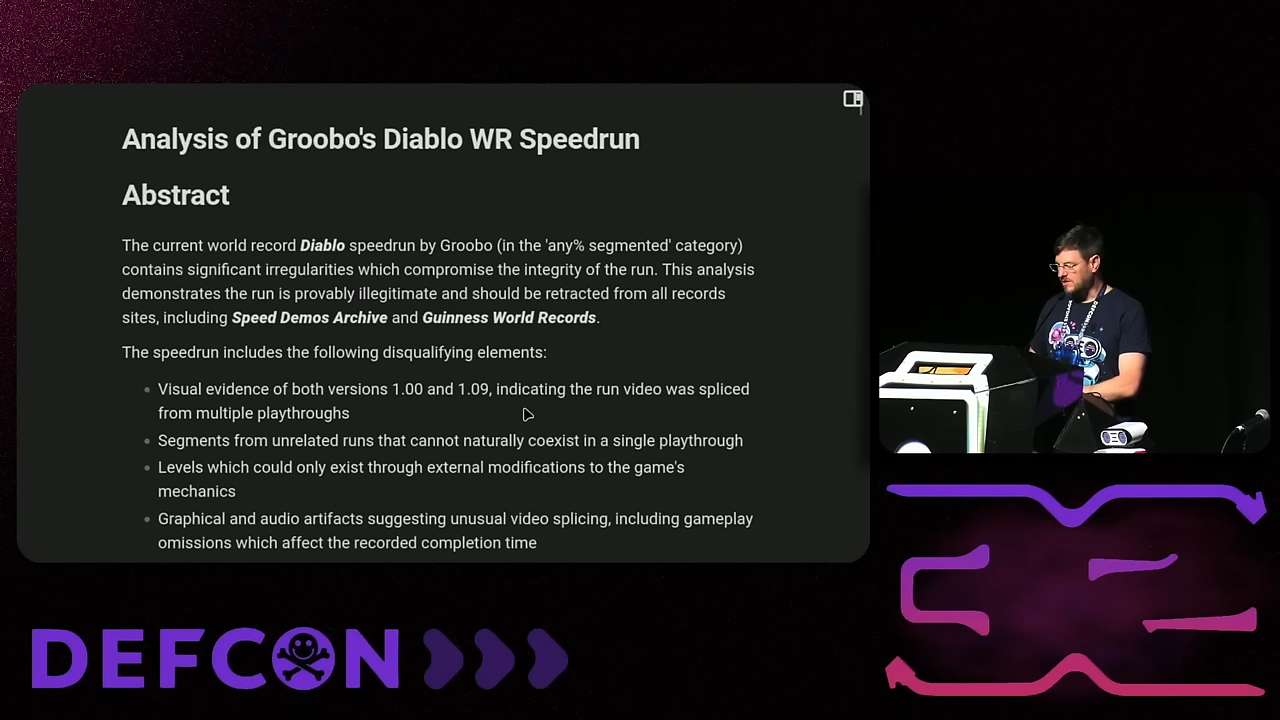 Analysis of Groobo's Diablo WR Speedrun
Abstract
The current world record Diablo speedrun by Groobo (in the 'any% segmented' category)
contains significant irregularities which compromise the integrity of the run. This analysis
demonstrates the run is provably illegitimate and should be retracted from all records
sites, including Speed Demos Archive and Guinness World Records.
The speedrun includes the following disqualifying elements:
• Visual evidence of both versions 1.00 and 1.09, indicating the run video was spliced
from multiple playthroughs
• Segments from unrelated runs that cannot naturally coexist in a single playthrough
• Levels which could only exist through external modifications to the game's
mechanics
• Graphical and audio artifacts suggesting unusual video splicing, including gameplay
omissions which affect the recorded completion time
DEFCON